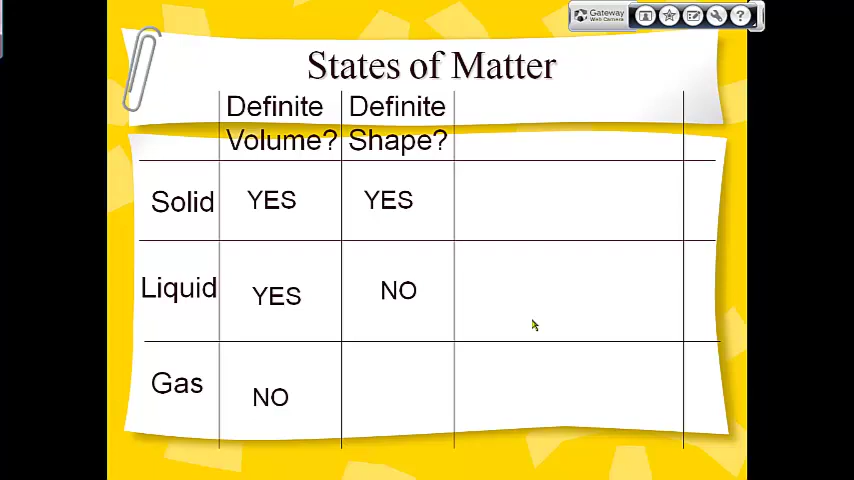 Gateway
Web Camera
States of Matter
Definite Definite
Volume? Shape?
Solid YES YES
Liquid YES NO
Gas NO